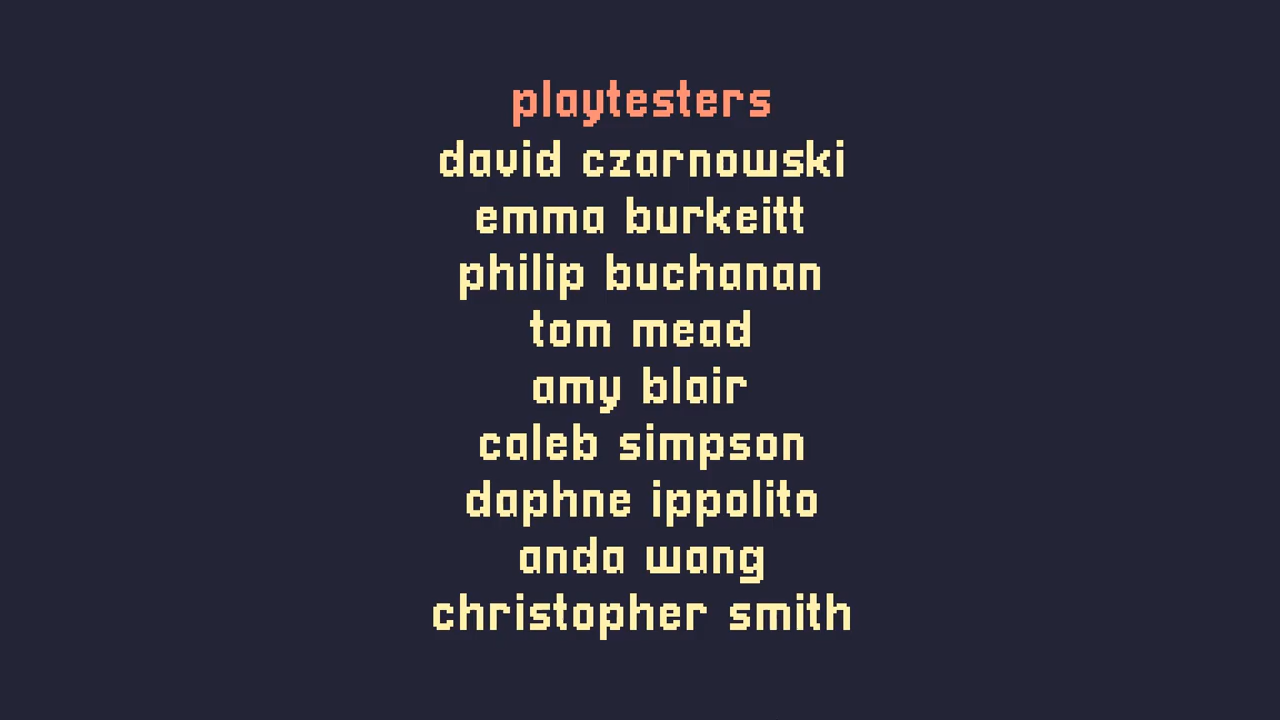 playtesters
david czarnowski
emma burkeitt
philip buchanan
tom mead
amy blair
caleb simpson
daphne ippolito
anda wang
christopher smith